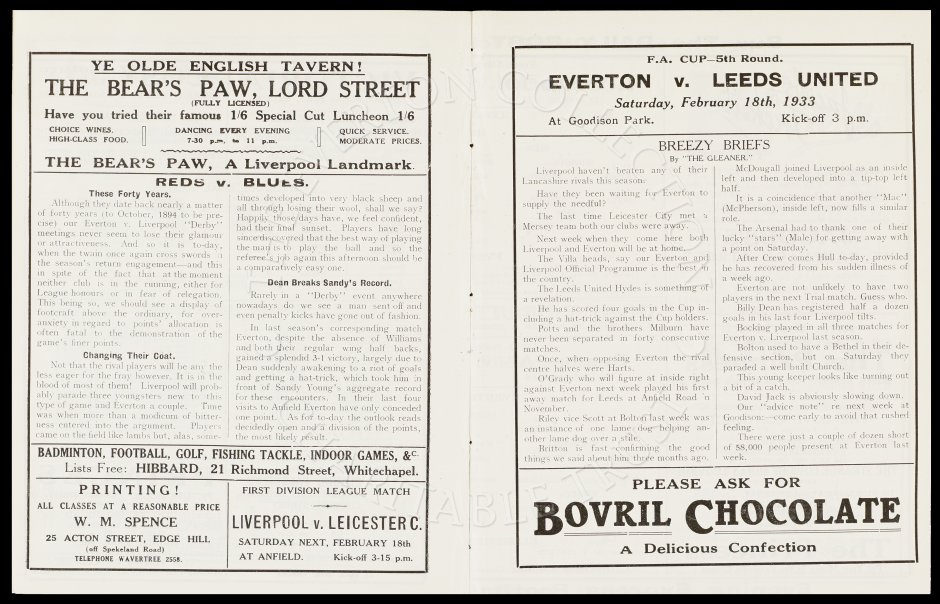 YE OLDE ENGLISH TAVERN!
THE BEAR'S PAW, LORD STREET
(FULLY LICENSED)
Have you tried their famous 1/6 Special Cut Luncheon 1/6
CHOICE WINES.
HIGH-CLASS FOOD.
DANCING EVERY EVENING
7-30 p.m. to 11 p.m.
QUICK SERVICE.
MODERATE PRICES.
THE BEAR'S PAW, A Liverpool Landmark.
REDS v. BLUES.
These Forty Years.
Although they date back nearly a matter
of forty years (to October, 1894 to be pre-
cise) our Everton v. Liverpool "Derby"
meetings never seem to lose their glamour
or attractiveness. And so it is to-day,
when the twain once again cross swords in
the season's return engagement—and this
in spite of the fact that at the moment
neither club is in the running, either for
League honours or in fear of relegation.
This being so, we should see a display of
footcraft above the ordinary, for over-
anxiety in regard to points' allocation is
often fatal to the demonstration of the
game's finer points.
Changing Their Coat.
Not that the rival players will be any the
less eager for the fray however. It is in the
blood of most of them! Liverpool will prob-
ably parade three youngsters new to this
type of game and Everton a couple. Time
was when more than a modicum of bitter-
ness entered into the argument. Players
came on the field like lambs but, alas, some-
times developed into very black sheep and
all through losing their wool, shall we say?
Happily those days have, we feel confident,
had their final sunset. Players have long
since discovered that the best way of playing
the man is to play the ball and so the
referee's job again this afternoon should be
a comparatively easy one.
Dean Breaks Sandy's Record.
Rarely in a "Derby" event anywhere
nowadays do we see a man sent off and
even penalty kicks have gone out of fashion.
In last season's corresponding match
Everton, despite the absence of Williams
and both their regular wing half backs,
gained a splendid 3-1 victory, largely due to
Dean suddenly awakening to a riot of goals
and getting a hat-trick, which took him in
front of Sandy Young's aggregate record
for these encounters. In their last four
visits to Anfield Everton have only conceded
one point. As for to-day the outlook reads
decidedly open and a division of the points,
the most likely result.
BADMINTON, FOOTBALL, GOLF, FISHING TACKLE, INDOOR GAMES, &c.
Lists Free: HIBBARD, 21 Richmond Street, Whitechapel.
PRINTING!
ALL CLASSES AT A REASONABLE PRICE
W. M. SPENCE
25 ACTON STREET, EDGE HILL
(off Spekeland Road)
TELEPHONE WAVERTREE 2558.
FIRST DIVISION LEAGUE MATCH
LIVERPOOL v. LEICESTER C.
SATURDAY NEXT, FEBRUARY 18th
AT ANFIELD. Kick-off 3-15 p.m.
F.A. CUP—5th Round.
EVERTON v. LEEDS UNITED
Saturday, February 18th, 1933
At Goodison Park. Kick-off 3 p.m.
BREEZY BRIEFS
By "THE GLEANER."
Liverpool haven't beaten any of their
Lancashire rivals this season.
Have they been waiting for Everton to
supply the needful?
The last time Leicester City met a
Mersey team both our clubs were away.
Next week when they come here both
Liverpool and Everton will be at home.
The Villa heads, say our Everton and
Liverpool Official Programme is the best in
the country.
The Leeds United Hydes is something of
a revelation.
He has scored four goals in the Cup in-
cluding a hat-trick against the Cup holders.
Potts and the brothers Milburn have
never been separated in forty consecutive
matches.
Once, when opposing Everton the rival
centre halves were Harts.
O'Grady who will figure at inside right
against Everton next week played his first
away match for Leeds at Anfield Road in
November.
Riley vice Scott at Bolton last week was
an instance of one lame dog helping an-
other lame dog over a stile.
Britton is fast confirming the good
things we said about him three months ago.
McDougall joined Liverpool as an inside
left and then developed into a tip-top left
half.
It is a coincidence that another "Mac"
(McPherson), inside left, now fills a similar
role.
The Arsenal had to thank one of their
lucky "stars" (Male) for getting away with
a point on Saturday.
After Crewe comes Hull to-day, provided
he has recovered from his sudden illness of
a week ago.
Everton are not unlikely to have two
players in the next Trial match. Guess who.
Billy Dean has registered half a dozen
goals in his last four Liverpool tilts.
Bocking played in all three matches for
Everton v. Liverpool last season.
Bolton used to have a Bethel in their de-
fensive section, but on Saturday they
paraded a well built Church.
This young keeper looks like turning out
a bit of a catch.
David Jack is abviously slowing down.
Our "advice note" re next week at
Goodison:—come early to avoid that rushed
feeling.
There were just a couple of dozen short
of 58,000 people present at Everton last
week.
PLEASE ASK FOR
BOVRIL CHOCOLATE
A Delicious Confection